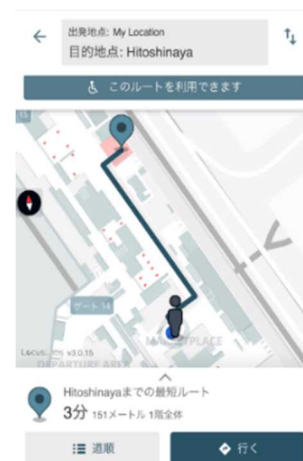 出発地点: My Location
目的地点: Hitoshinaya
このルートを利用できます
15
ゲート 14
MARKETPLACE
DEPARTURE AREA
Hitoshinayaまでの最短ルート
3分 151メートル 1階全体
道順
行く